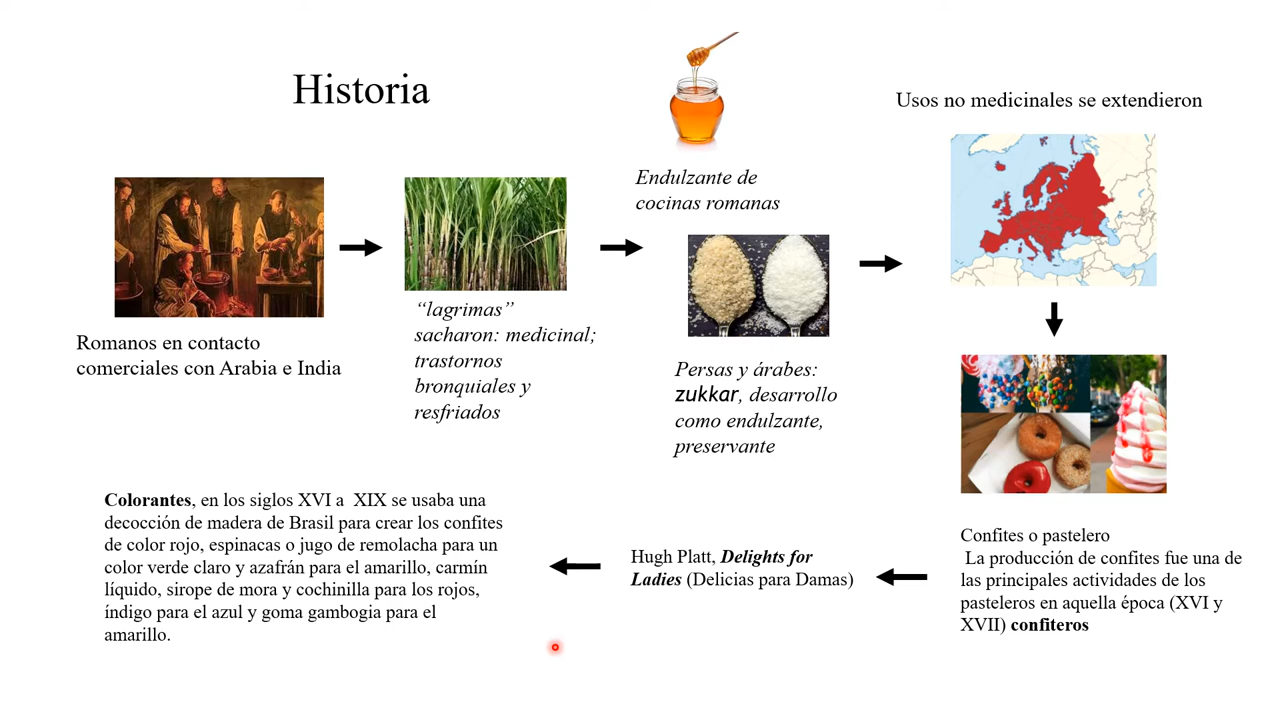 Historia
Romanos en contacto
comerciales con Arabia e India
“lagrimas”
sacharon: medicinal;
trastornos
bronquiales y
resfriados
Endulzante de
cocinas romanas
Persas y árabes:
zukkar, desarrollo
como endulzante,
preservante
Usos no medicinales se extendieron
Confites o pastelero
La producción de confites fue una de
las principales actividades de los
pasteleros en aquella época (XVI y
XVII) confiteros
Hugh Platt, Delights for
Ladies (Delicias para Damas)
Colorantes, en los siglos XVI a XIX se usaba una
decocción de madera de Brasil para crear los confites
de color rojo, espinacas o jugo de remolacha para un
color verde claro y azafrán para el amarillo, carmín
líquido, sirope de mora y cochinilla para los rojos,
índigo para el azul y goma gambogia para el
amarillo.